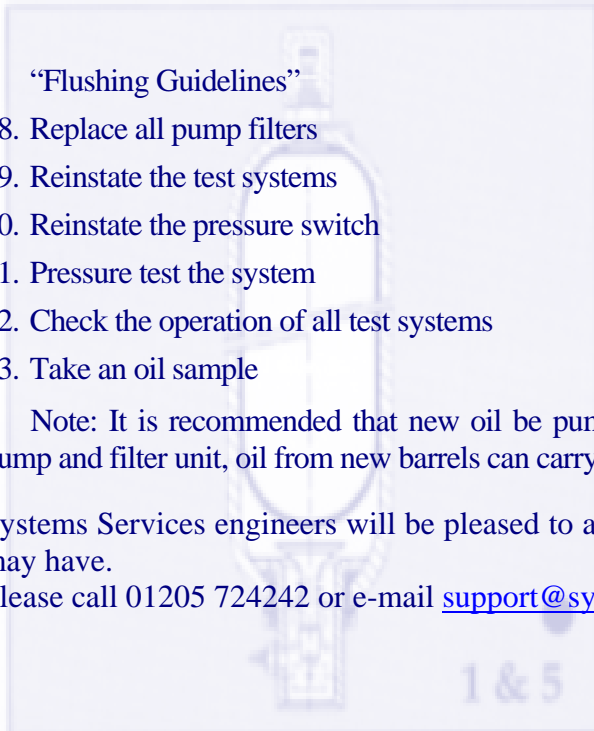 “Flushing Guidelines”
8. Replace all pump filters
9. Reinstate the test systems
0. Reinstate the pressure switch
1. Pressure test the system
2. Check the operation of all test systems
3. Take an oil sample
Note: It is recommended that new oil be pum
ump and filter unit, oil from new barrels can carry
ystems Services engineers will be pleased to a
may have.
lease call 01205 724242 or e-mail support@sy
1 & 5